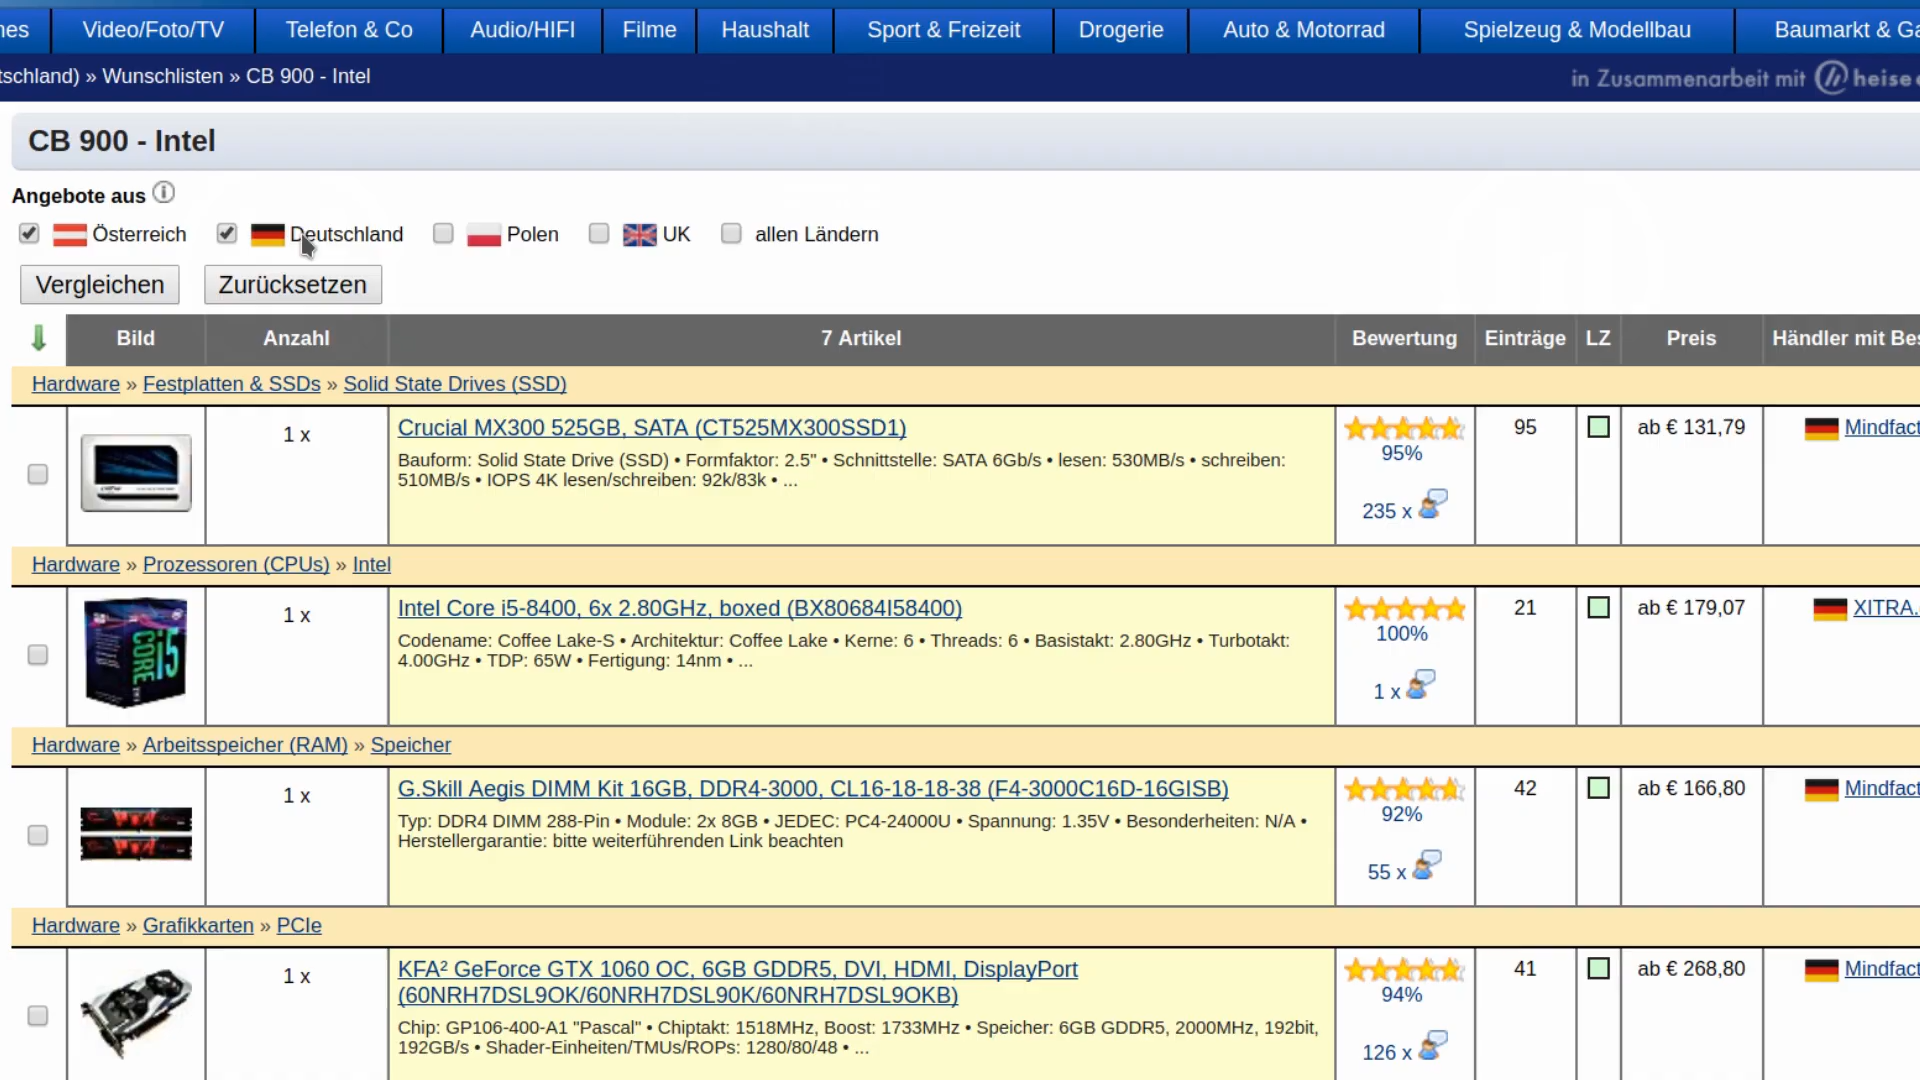 Video/Foto/TV Telefon & Co Audio/HIFI Filme Haushalt Sport & Freizeit Drogerie Auto & Motorrad Spielzeug & Modellbau Baumarkt &
» Wunschlisten » CB 900 - Intel
in Zusammenarbeit mit heise
CB 900 - Intel
Angebote aus
Österreich Deutschland Polen UK allen Ländern
Vergleichen Zurücksetzen
Bild Anzahl 7 Artikel Bewertung Einträge LZ Preis Händler mit
Hardware » Festplatten & SSDs » Solid State Drives (SSD)
1 x Crucial MX300 525GB, SATA (CT525MX300SSD1) 95 ab € 131,79 Mindfact
Bauform: Solid State Drive (SSD) • Formfaktor: 2.5" • Schnittstelle: SATA 6Gb/s • lesen: 530MB/s • schreiben:
510MB/s • IOPS 4K lesen/schreiben: 92k/83k • ...
95%
235 x
Hardware » Prozessoren (CPUs) » Intel
1 x Intel Core i5-8400, 6x 2.80GHz, boxed (BX80684I58400) 21 ab € 179,07 XITRA.
Codename: Coffee Lake-S • Architektur: Coffee Lake • Kerne: 6 • Threads: 6 • Basistakt: 2.80GHz • Turbotakt:
4.00GHz • TDP: 65W • Fertigung: 14nm • ...
CORE i5
100%
1 x
Hardware » Arbeitsspeicher (RAM) » Speicher
1 x G.Skill Aegis DIMM Kit 16GB, DDR4-3000, CL16-18-18-38 (F4-3000C16D-16GISB) 42 ab € 166,80 Mindfact
Typ: DDR4 DIMM 288-Pin • Module: 2x 8GB • JEDEC: PC4-24000U • Spannung: 1.35V • Besonderheiten: N/A •
Herstellergarantie: bitte weiterführenden Link beachten
92%
55 x
Hardware » Grafikkarten » PCIe
1 x KFA² GeForce GTX 1060 OC, 6GB GDDR5, DVI, HDMI, DisplayPort 41 ab € 268,80 Mindfact
(60NRH7DSL9OK/60NRH7DSL90K/60NRH7DSL9OKB)
Chip: GP106-400-A1 "Pascal" • Chiptakt: 1518MHz, Boost: 1733MHz • Speicher: 6GB GDDR5, 2000MHz, 192bit,
192GB/s • Shader-Einheiten/TMUs/ROPs: 1280/80/48 • ...
94%
126 x